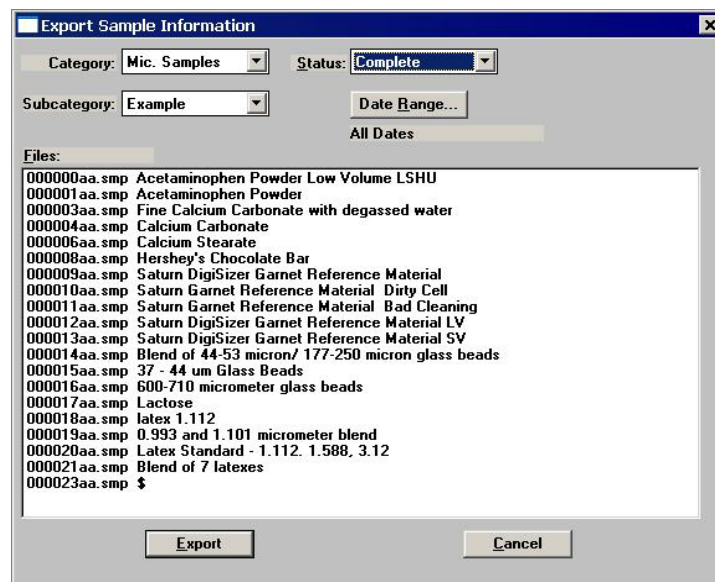 Export Sample Information
Category: Mic. Samples Status: Complete
Subcategory: Example Date Range...
All Dates
Files:
000000aa.smp Acetaminophen Powder Low Volume LSHU
000001aa.smp Acetaminophen Powder
000003aa.smp Fine Calcium Carbonate with degassed water
000004aa.smp Calcium Carbonate
000006aa.smp Calcium Stearate
000008aa.smp Hershey's Chocolate Bar
000009aa.smp Saturn DigiSizer Garnet Reference Material
000010aa.smp Saturn Garnet Reference Material  Dirty Cell
000011aa.smp Saturn Garnet Reference Material  Bad Cleaning
000012aa.smp Saturn DigiSizer Garnet Reference Material LV
000013aa.smp Saturn DigiSizer Garnet Reference Material SV
000014aa.smp Blend of 44-53 micron/ 177-250 micron glass beads
000015aa.smp 37 - 44 um Glass Beads
000016aa.smp 600-710 micrometer glass beads
000017aa.smp Lactose
000018aa.smp latex 1.112
000019aa.smp 0.993 and 1.101 micrometer blend
000020aa.smp Latex Standard - 1.112. 1.588, 3.12
000021aa.smp Blend of 7 latexes
000023aa.smp $
Export Cancel